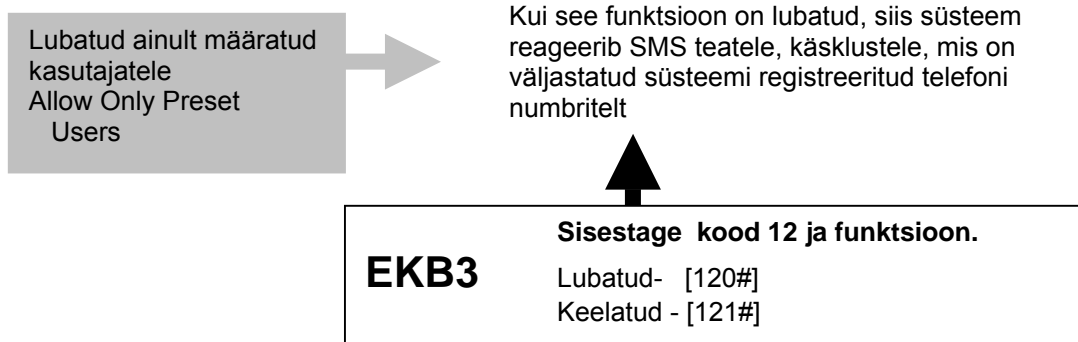 Lubatud ainult määratud
kasutajatele
Allow Only Preset
Users
Kui see funktsioon on lubatud, siis süsteem
reageerib SMS teatele, käsklustele, mis on
väljastatud süsteemi registreeritud telefoni
numbritelt
EKB3
Sisestage kood 12 ja funktsioon.
Lubatud- [120#]
Keelatud - [121#]